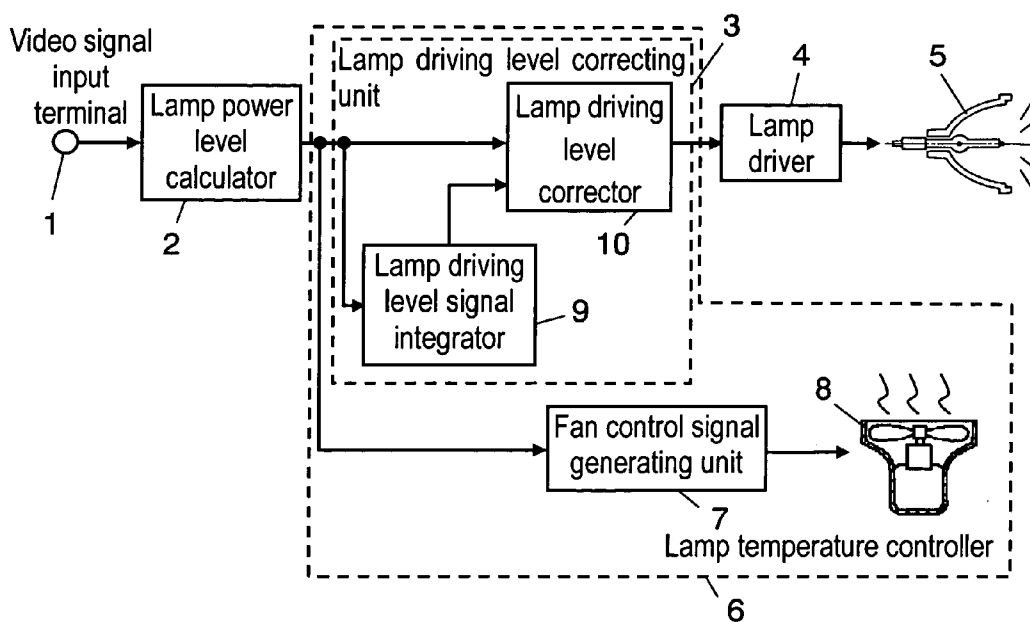 Video signal
input
terminal
1
Lamp power
level
calculator
2
Lamp driving level correcting
unit
3
Lamp driving
level
corrector
10
Lamp driving
level signal
integrator
9
4
Lamp
driver
5
Fan control signal
generating unit
7
8
Lamp temperature controller
6